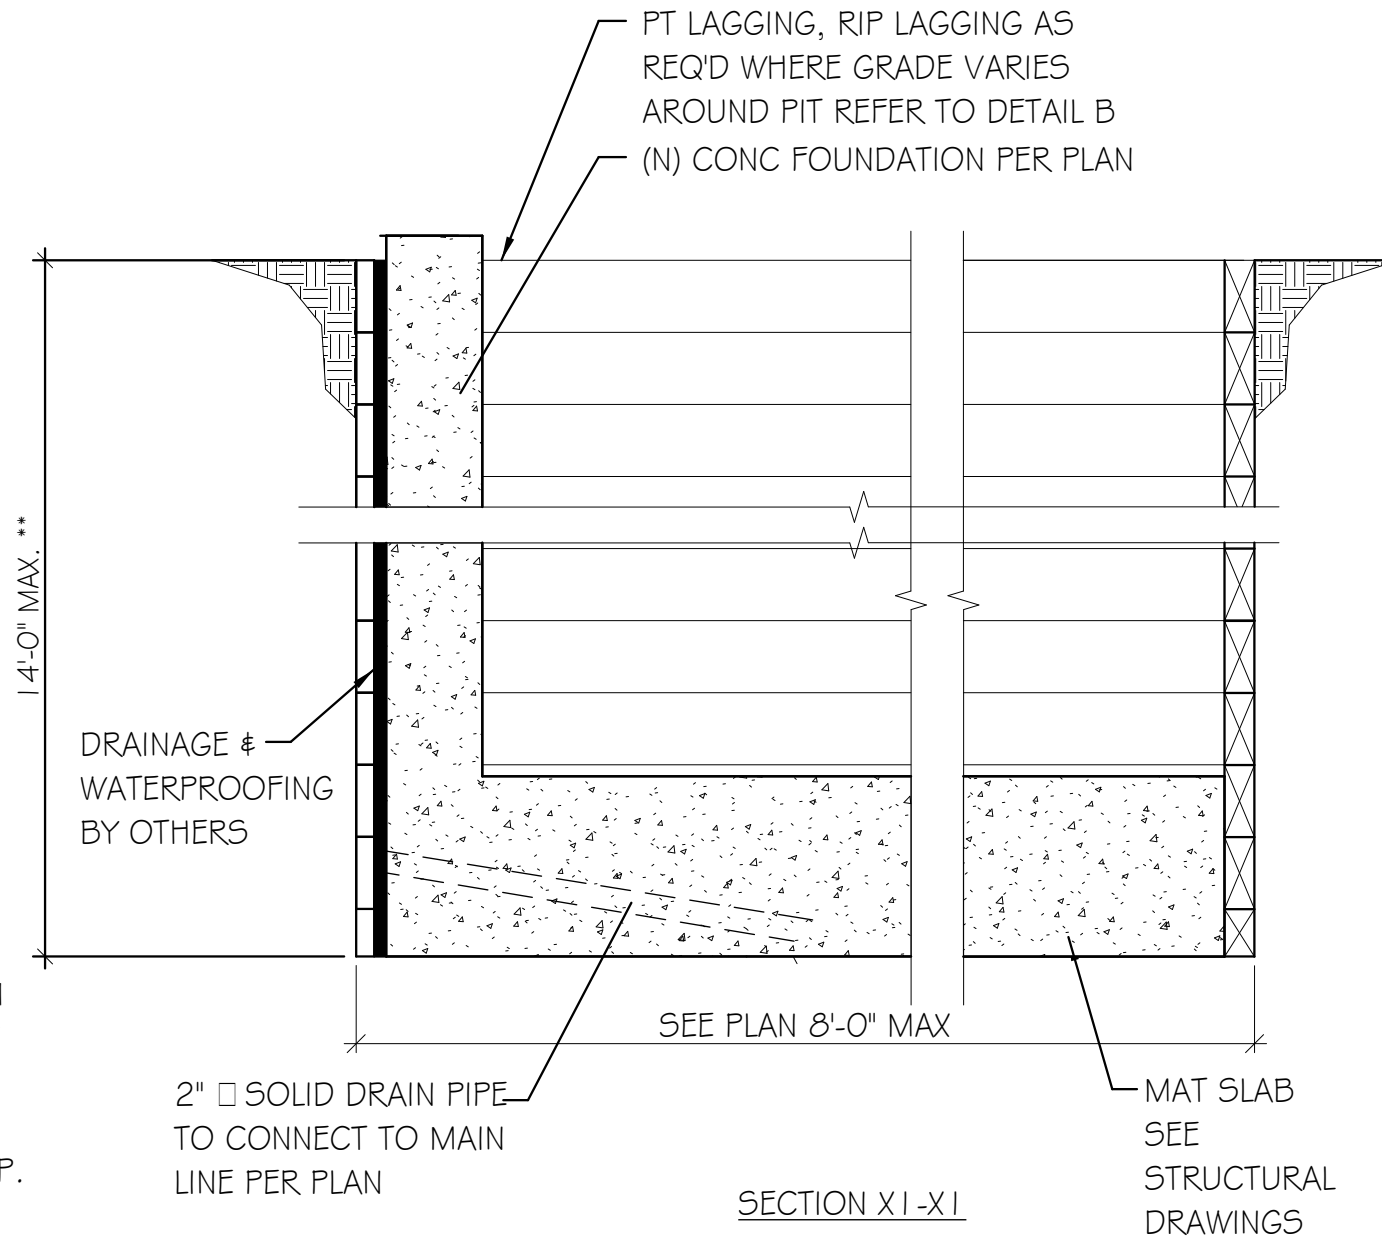 PT LAGGING, RIP LAGGING AS
REQ'D WHERE GRADE VARIES
AROUND PIT REFER TO DETAIL B
(N) CONC FOUNDATION PER PLAN
14'-0" MAX. **
DRAINAGE &
WATERPROOFING
BY OTHERS
SEE PLAN 8'-0" MAX
2" □ SOLID DRAIN PIPE
TO CONNECT TO MAIN
LINE PER PLAN
P.
MAT SLAB
SEE
STRUCTURAL
DRAWINGS
SECTION X1-X1